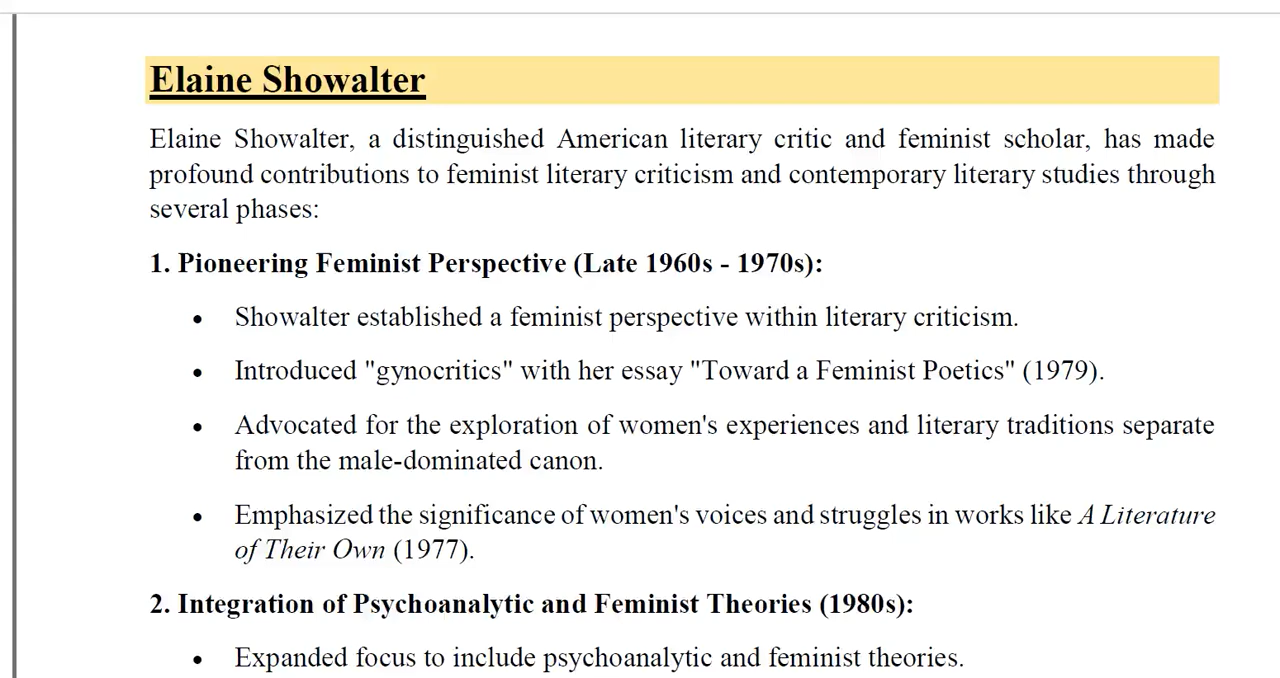 Elaine Showalter
Elaine Showalter, a distinguished American literary critic and feminist scholar, has made
profound contributions to feminist literary criticism and contemporary literary studies through
several phases:
1. Pioneering Feminist Perspective (Late 1960s - 1970s):
• Showalter established a feminist perspective within literary criticism.
• Introduced "gynocritics" with her essay "Toward a Feminist Poetics" (1979).
• Advocated for the exploration of women's experiences and literary traditions separate
from the male-dominated canon.
• Emphasized the significance of women's voices and struggles in works like A Literature
of Their Own (1977).
2. Integration of Psychoanalytic and Feminist Theories (1980s):
• Expanded focus to include psychoanalytic and feminist theories.